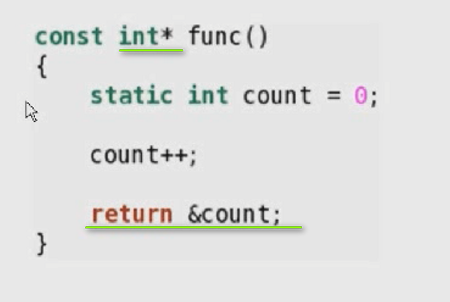 const int* func()
{
static int count = 0;
count++;
return &count;
}